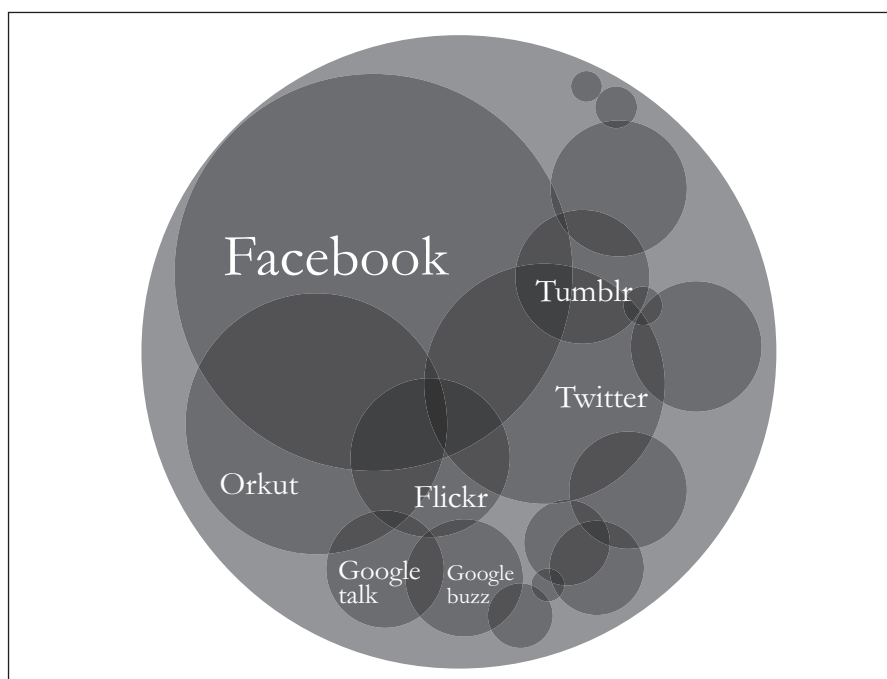 Facebook
Tumblr
Twitter
Orkut
Flickr
Google
talk
Google
buzz